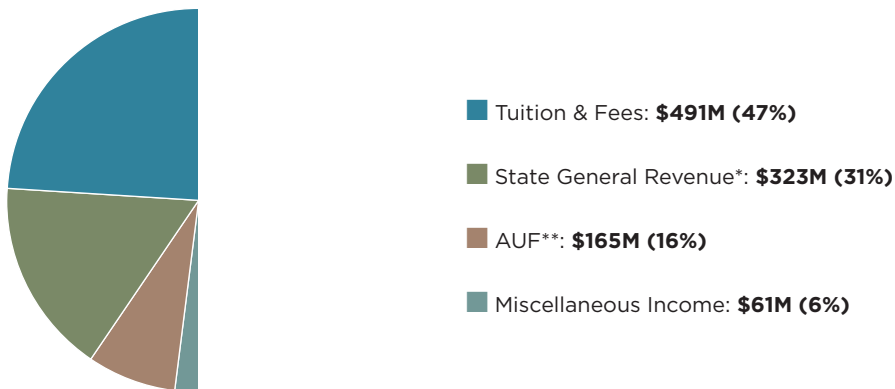 Tuition & Fees: $491M (47%)
State General Revenue*: $323M (31%)
AUF**: $165M (16%)
Miscellaneous Income: $61M (6%)